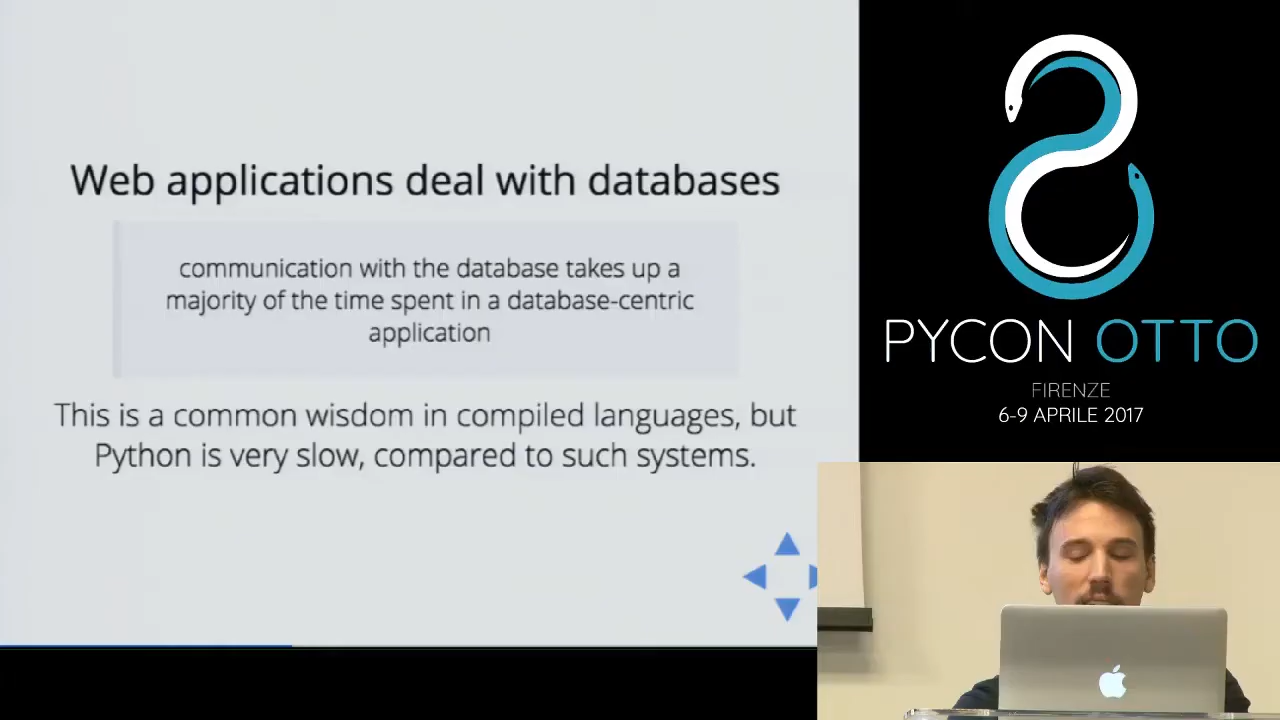 Web applications deal with databases
communication with the database takes up a
majority of the time spent in a database-centric
application
This is a common wisdom in compiled languages, but
Python is very slow, compared to such systems.
PYCON OTTO
FIRENZE
6-9 APRILE 2017